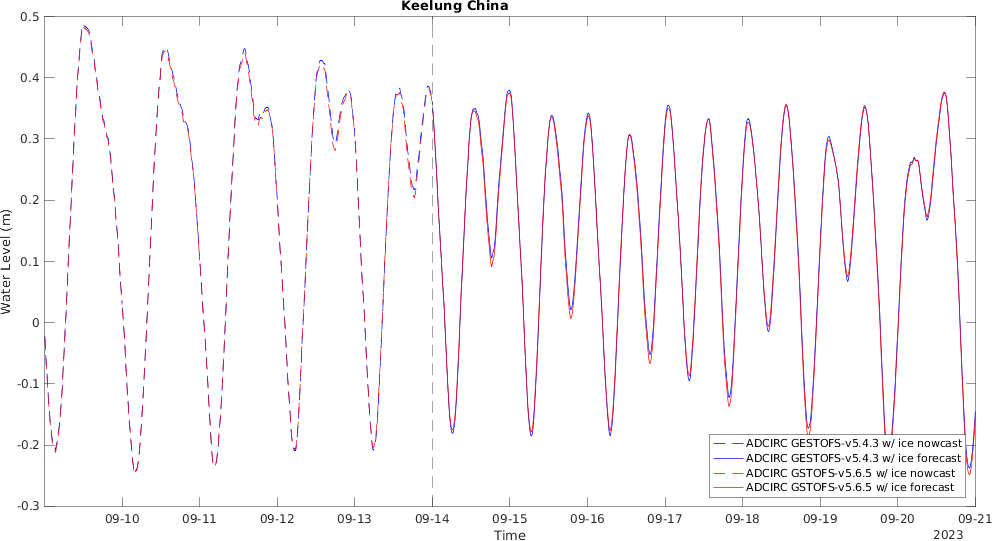 Keelung China
0.5
0.4
0.3
0.2
0.1
0
-0.1
-0.2
-0.3
Water Level (m)
ADCIRC GESTOFS-v5.4.3 w/ ice nowcast
ADCIRC GESTOFS-v5.4.3 w/ ice forecast
ADCIRC GSTOFS-v5.6.5 w/ ice nowcast
ADCIRC GSTOFS-v5.6.5 w/ ice forecast
09-10 09-11 09-12 09-13 09-14 09-15 09-16 09-17 09-18 09-19 09-20 09-21
Time
2023